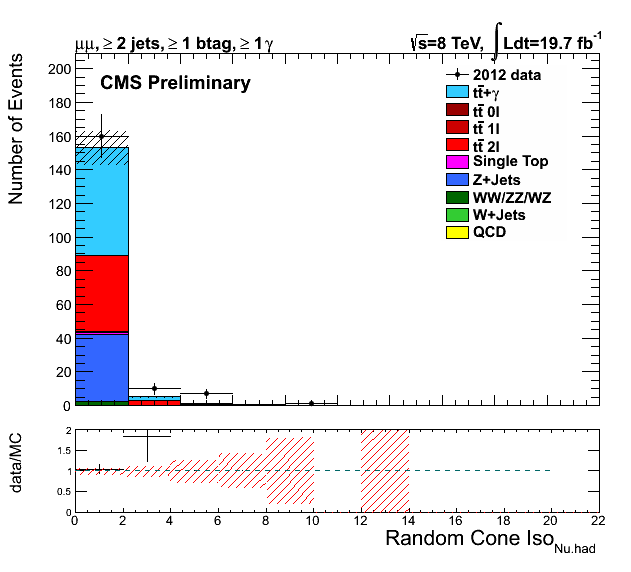 μμ, ≥ 2 jets, ≥ 1 btag, ≥ 1 γ
√s=8 TeV, ∫ Ldt=19.7 fb⁻¹
CMS Preliminary
2012 data
tt̄+γ
tt̄ 0l
tt̄ 1l
tt̄ 2l
Single Top
Z+Jets
WW/ZZ/WZ
W+Jets
QCD
Number of Events
200
180
160
140
120
100
80
60
40
20
0
data/MC
2
1.5
1
0.5
0
0 2 4 6 8 10 12 14 16 18 20 22
Random Cone Iso Nu.had